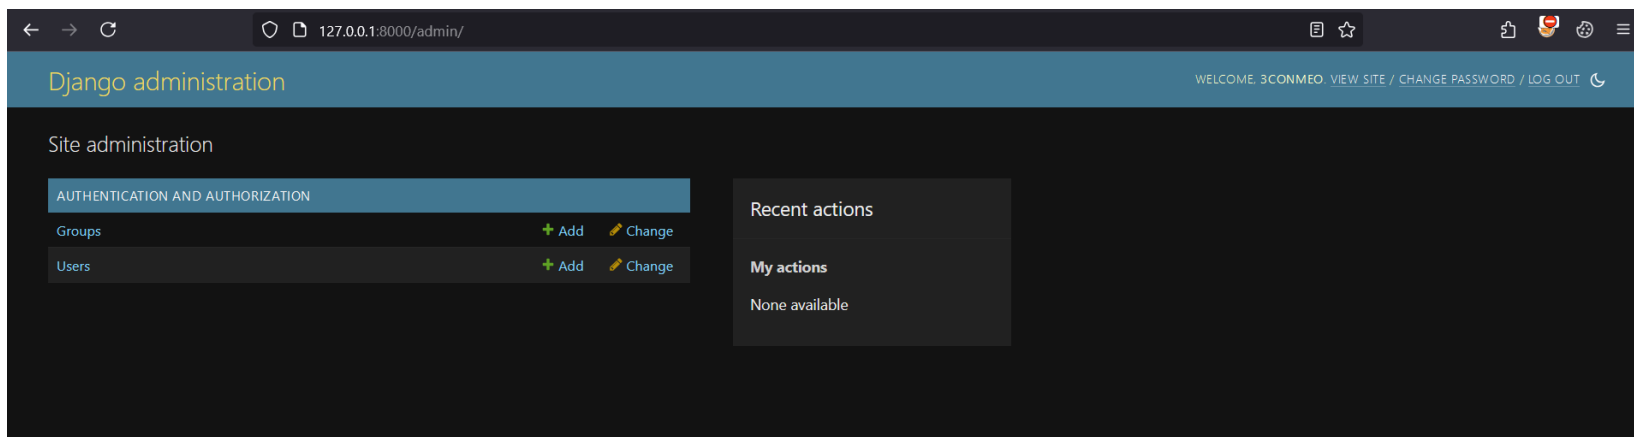 127.0.0.1:8000/admin/
Django administration
WELCOME, 3CONMEO. VIEW SITE / CHANGE PASSWORD / LOG OUT
Site administration
AUTHENTICATION AND AUTHORIZATION
Groups Add Change
Users Add Change
Recent actions
My actions
None available